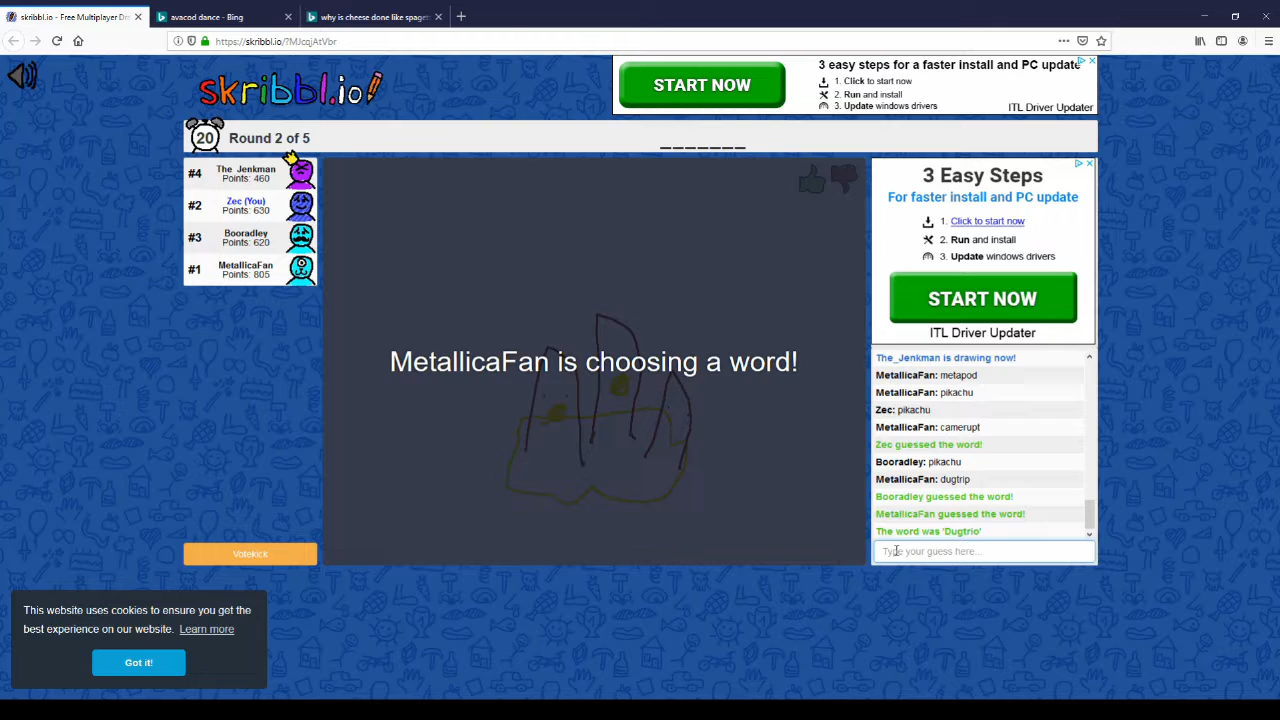 skribbl.io - Free Multiplayer Dr
avacod dance - Bing
why is cheese done like spaget
https://skribbl.io/?MJcqjAtVbr
skribbl.io
3 easy steps for a faster install and PC update
START NOW
1. Click to start now
2. Run and install
3. Update windows drivers
ITL Driver Updater
20
Round 2 of 5
_______
#4
The_Jenkman
Points: 460
#2
Zec (You)
Points: 630
#3
Booradley
Points: 620
#1
MetallicaFan
Points: 805
Votekick
MetallicaFan is choosing a word!
3 Easy Steps
For faster install and PC update
1. Click to start now
2. Run and install
3. Update windows drivers
START NOW
ITL Driver Updater
The_Jenkman is drawing now!
MetallicaFan: metapod
MetallicaFan: pikachu
Zec: pikachu
MetallicaFan: camerupt
Zec guessed the word!
Booradley: pikachu
MetallicaFan: dugtrip
Booradley guessed the word!
MetallicaFan guessed the word!
The word was 'Dugtrio'
Type your guess here...
This website uses cookies to ensure you get the
best experience on our website. Learn more
Got it!